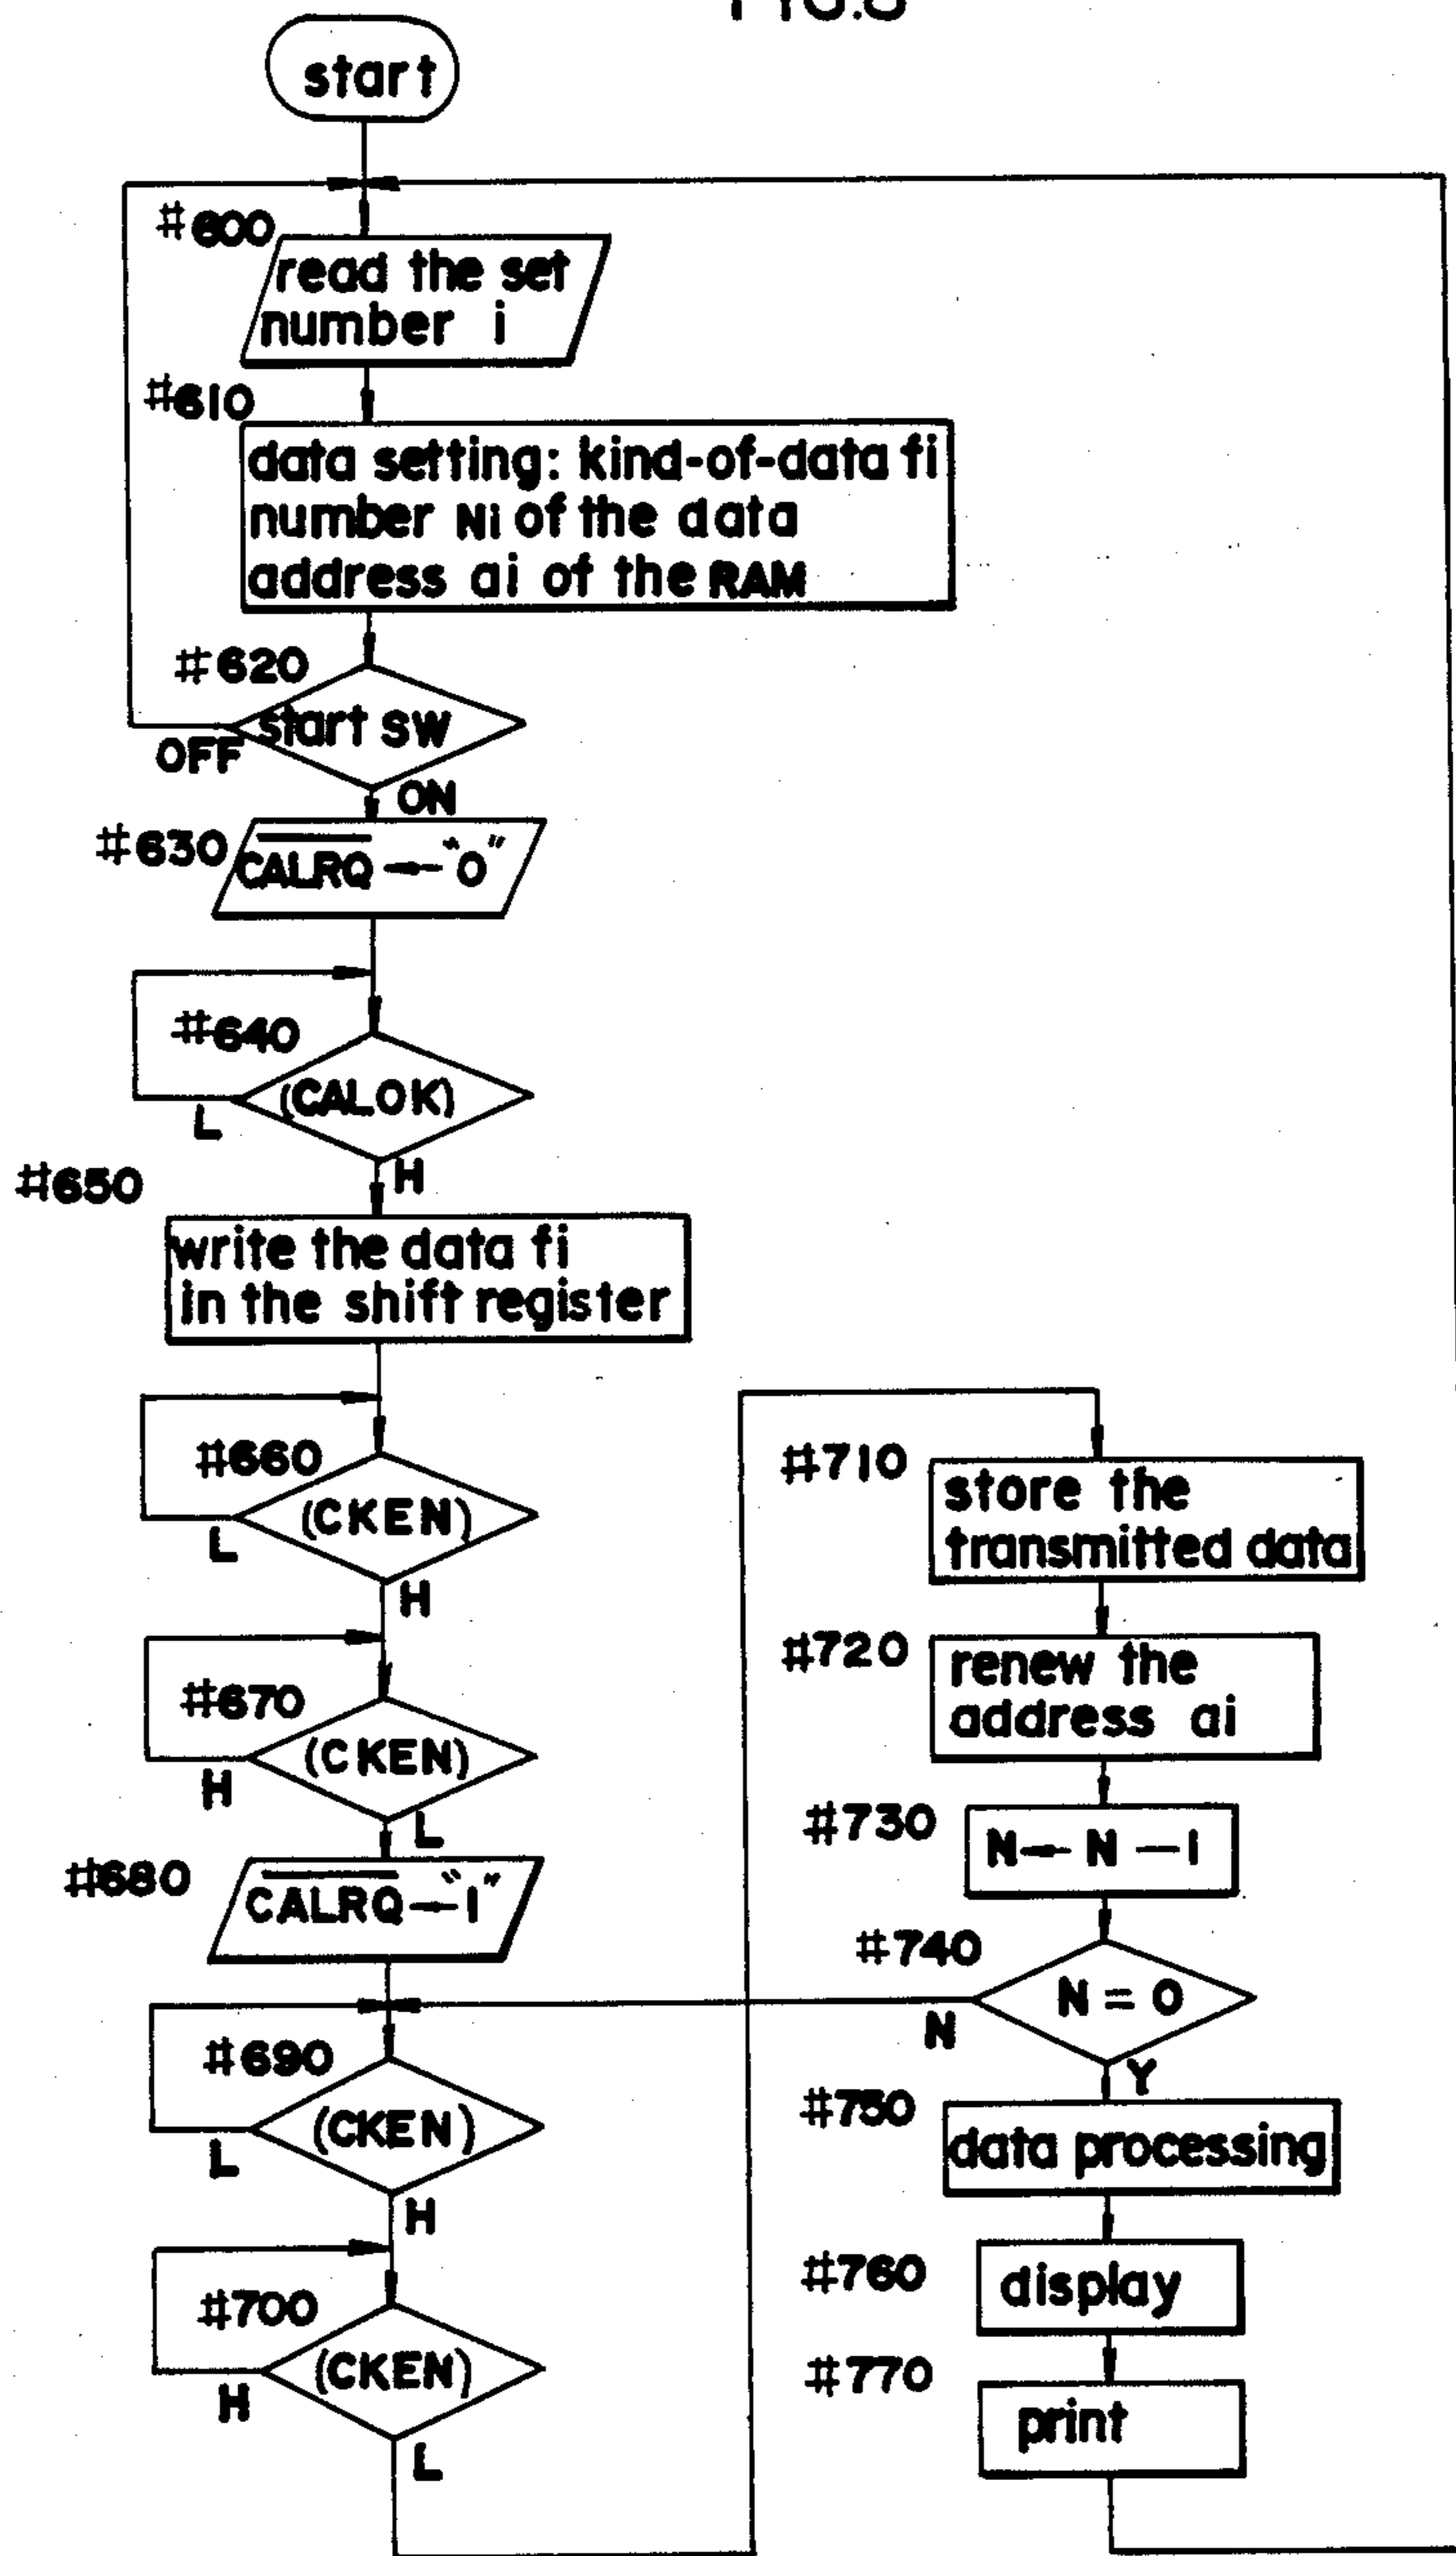 start
#600
read the set
number i
#610
data setting: kind-of-data fi
number Ni of the data
address ai of the RAM
#620
start SW
OFF
ON
#630
CALRQ ← "0"
#640
(CALOK)
L
H
#650
write the data fi
in the shift register
#660
(CKEN)
L
H
#670
(CKEN)
H
L
#680
CALRQ ← "1"
#690
(CKEN)
L
H
#700
(CKEN)
H
L
#710
store the
transmitted data
#720
renew the
address ai
#730
N ← N - 1
#740
N = 0
N
Y
#750
data processing
#760
display
#770
print